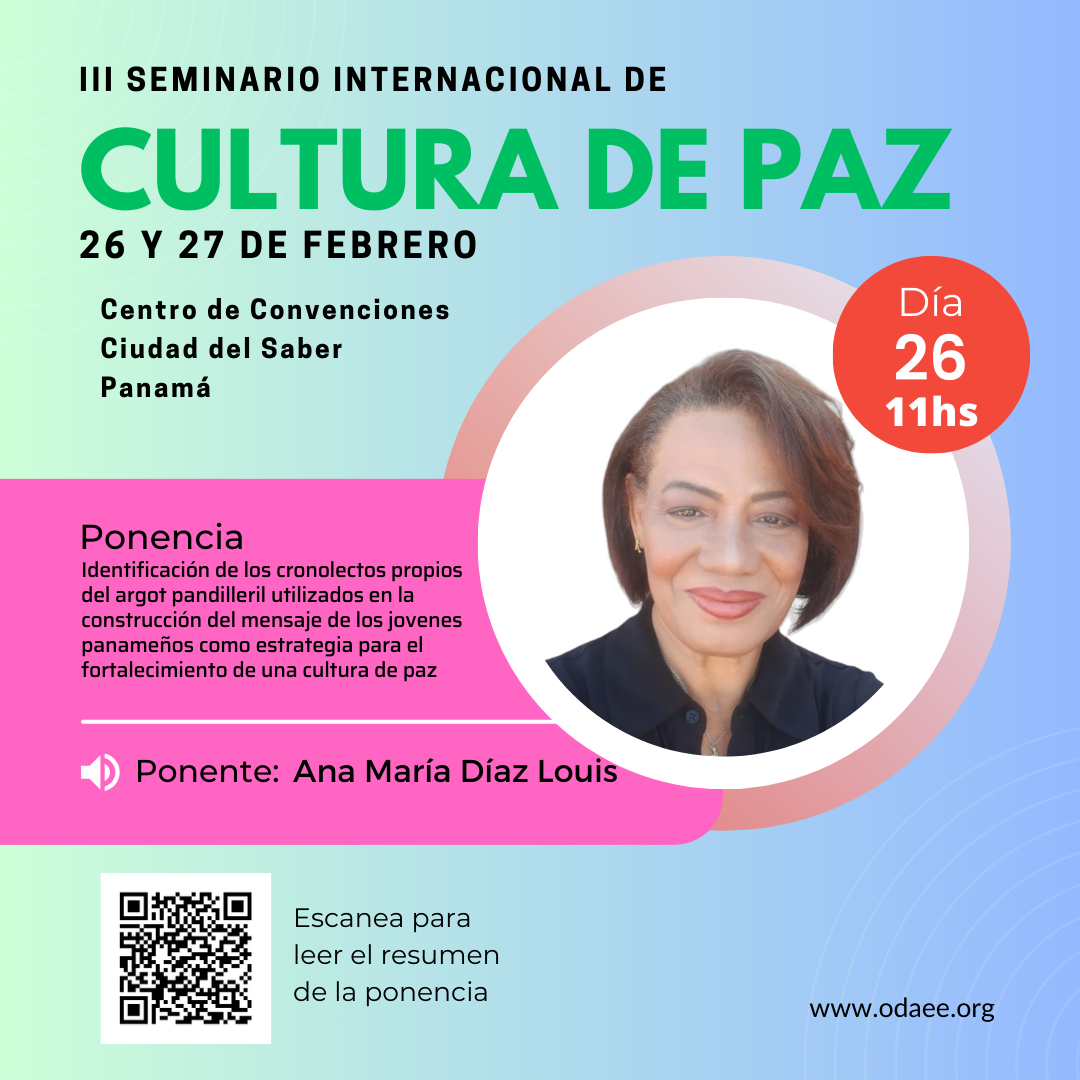 III SEMINARIO INTERNACIONAL DE
CULTURA DE PAZ
26 Y 27 DE FEBRERO
Centro de Convenciones
Ciudad del Saber
Panamá
Día
26
11hs
Ponencia
Identificación de los cronolectos propios
del argot pandilleril utilizados en la
construcción del mensaje de los jovenes
panameños como estrategia para el
fortalecimiento de una cultura de paz
Ponente: Ana María Díaz Louis
Escanea para
leer el resumen
de la ponencia
www.odaee.org